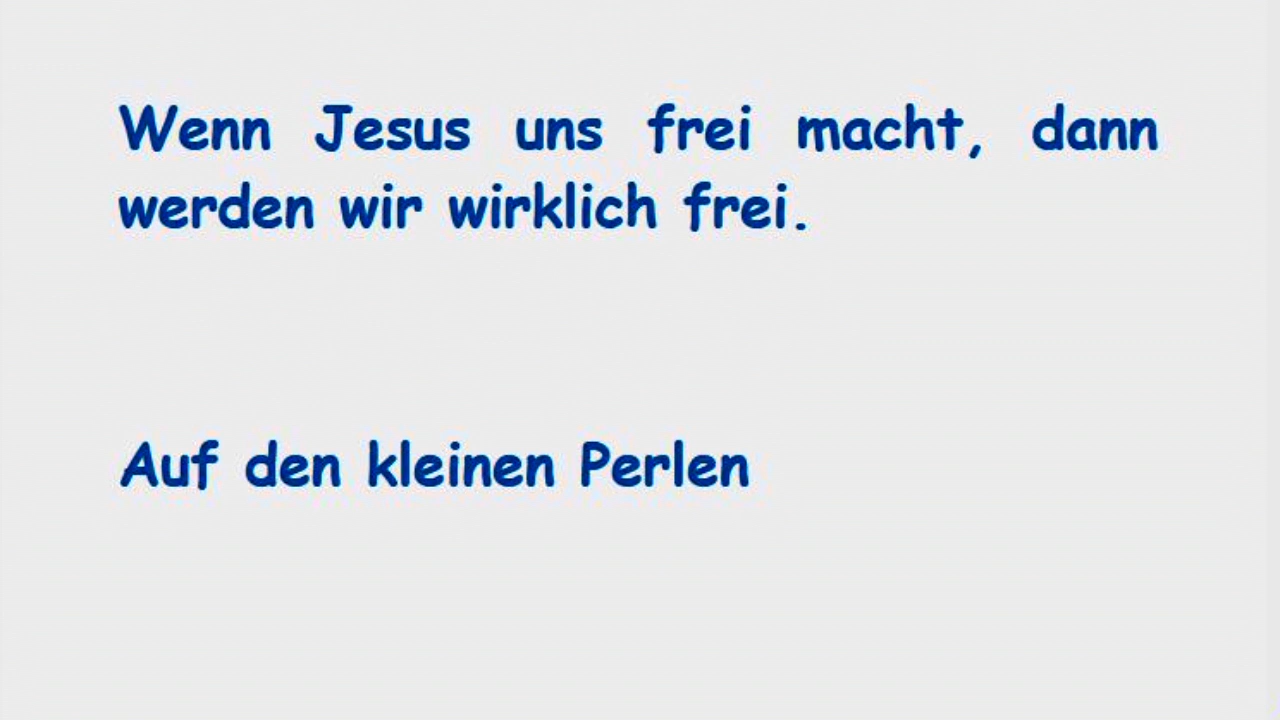 Wenn Jesus uns frei macht, dann
werden wir wirklich frei.
Auf den kleinen Perlen